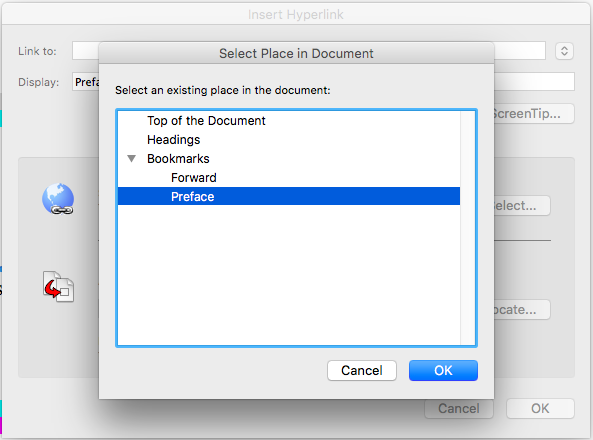 Insert Hyperlink
Link to:
Select Place in Document
Display: Prefa
Select an existing place in the document:
ScreenTip...
Top of the Document
Headings
Bookmarks
Forward
Preface
elect...
ocate...
Cancel OK
Cancel OK